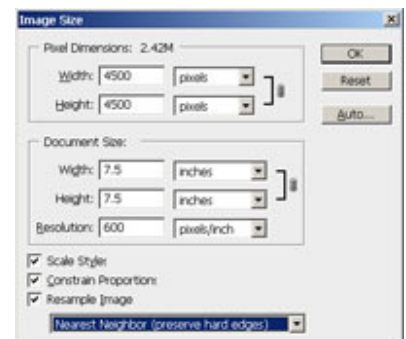 Image Size
Pixel Dimensions: 2.42M
Width: 4500 pixels
Height: 4500 pixels
OK
Reset
Auto...
Document Size:
Width: 7.5 inches
Height: 7.5 inches
Resolution: 600 pixels/inch
Scale Styles
Constrain Proportions
Resample Image
Nearest Neighbor (preserve hard edges)